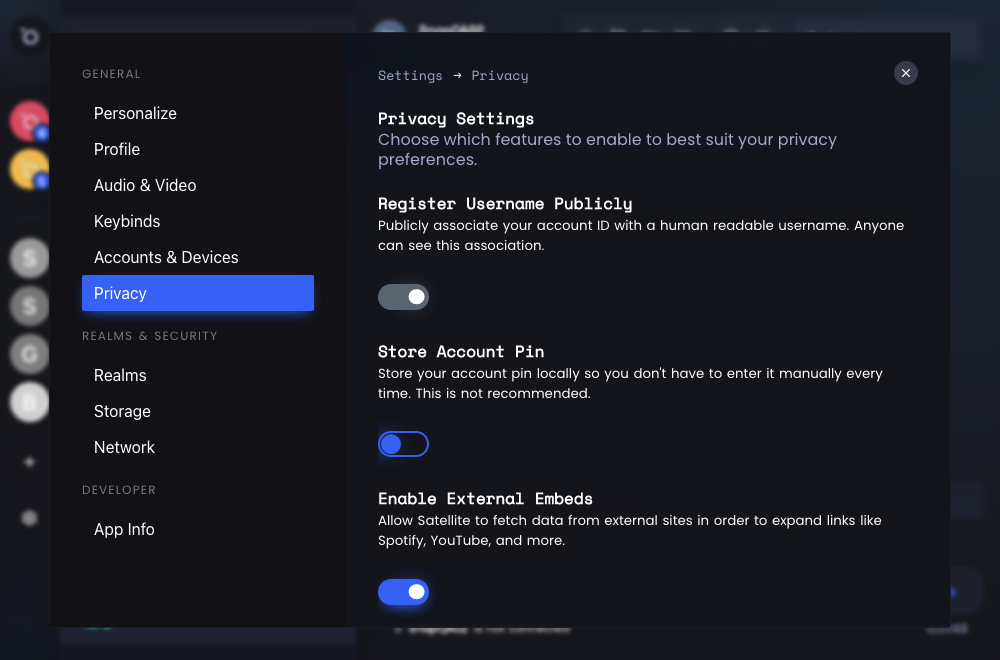 GENERAL
Personalize
Profile
Audio & Video
Keybinds
Accounts & Devices
Privacy
REALMS & SECURITY
Realms
Storage
Network
DEVELOPER
App Info
Settings → Privacy
Privacy Settings
Choose which features to enable to best suit your privacy
preferences.
Register Username Publicly
Publicly associate your account ID with a human readable username. Anyone
can see this association.
Store Account Pin
Store your account pin locally so you don't have to enter it manually every
time. This is not recommended.
Enable External Embeds
Allow Satellite to fetch data from external sites in order to expand links like
Spotify, YouTube, and more.
S
S
G